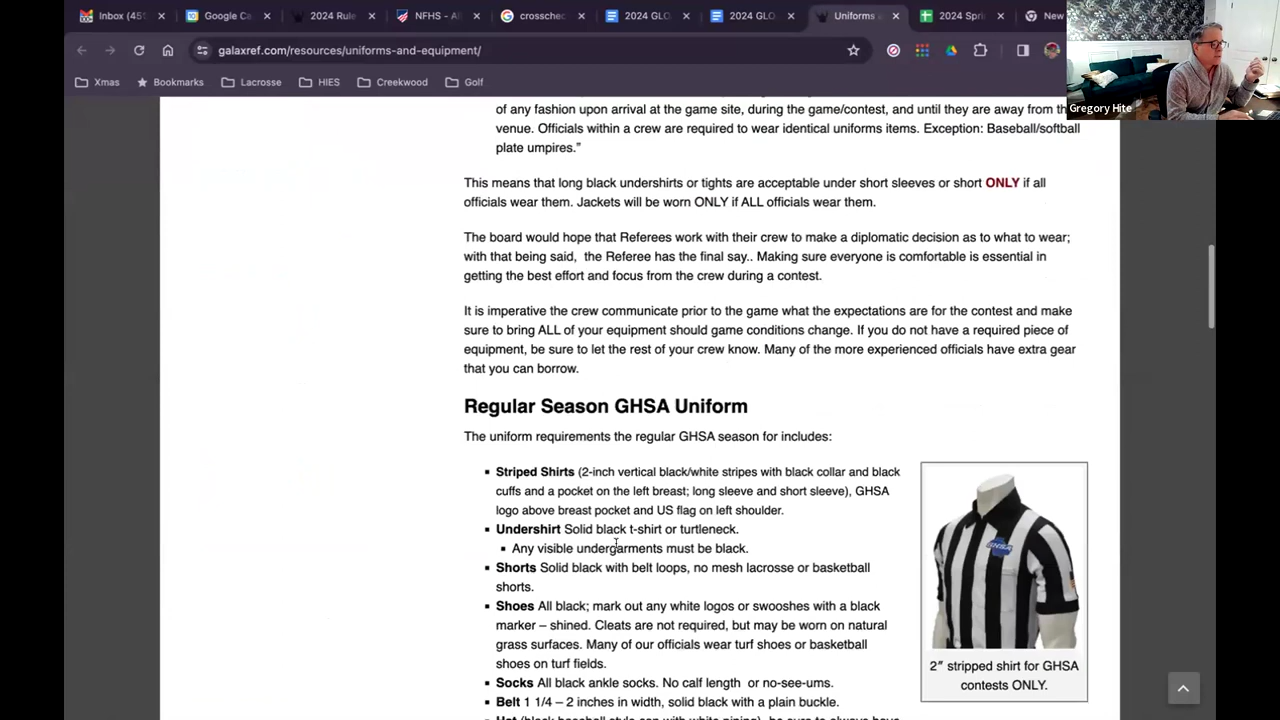 Inbox (459
Google Ca
2024 Rule
NFHS - A
crosschec
2024 GLO
2024 GLO
Uniforms
2024 Spri
New
galaxref.com/resources/uniforms-and-equipment/
Xmas
Bookmarks
Lacrosse
HIES
Creekwood
Golf
Gregory Hite
of any fashion upon arrival at the game site, during the game/contest, and until they are away from the
venue. Officials within a crew are required to wear identical uniforms items. Exception: Baseball/softball
plate umpires.”
This means that long black undershirts or tights are acceptable under short sleeves or short ONLY if all
officials wear them. Jackets will be worn ONLY if ALL officials wear them.
The board would hope that Referees work with their crew to make a diplomatic decision as to what to wear;
with that being said, the Referee has the final say.. Making sure everyone is comfortable is essential in
getting the best effort and focus from the crew during a contest.
It is imperative the crew communicate prior to the game what the expectations are for the contest and make
sure to bring ALL of your equipment should game conditions change. If you do not have a required piece of
equipment, be sure to let the rest of your crew know. Many of the more experienced officials have extra gear
that you can borrow.
Regular Season GHSA Uniform
The uniform requirements the regular GHSA season for includes:
▪ Striped Shirts (2-inch vertical black/white stripes with black collar and black
cuffs and a pocket on the left breast; long sleeve and short sleeve), GHSA
logo above breast pocket and US flag on left shoulder.
▪ Undershirt Solid black t-shirt or turtleneck.
▪ Any visible undergarments must be black.
▪ Shorts Solid black with belt loops, no mesh lacrosse or basketball
shorts.
▪ Shoes All black; mark out any white logos or swooshes with a black
marker – shined. Cleats are not required, but may be worn on natural
grass surfaces. Many of our officials wear turf shoes or basketball
shoes on turf fields.
▪ Socks All black ankle socks. No calf length or no-see-ums.
▪ Belt 1 1/4 – 2 inches in width, solid black with a plain buckle.
▪ Hat (black baseball style cap with white piping), be sure to always have
GHSA
2″ stripped shirt for GHSA
contests ONLY.